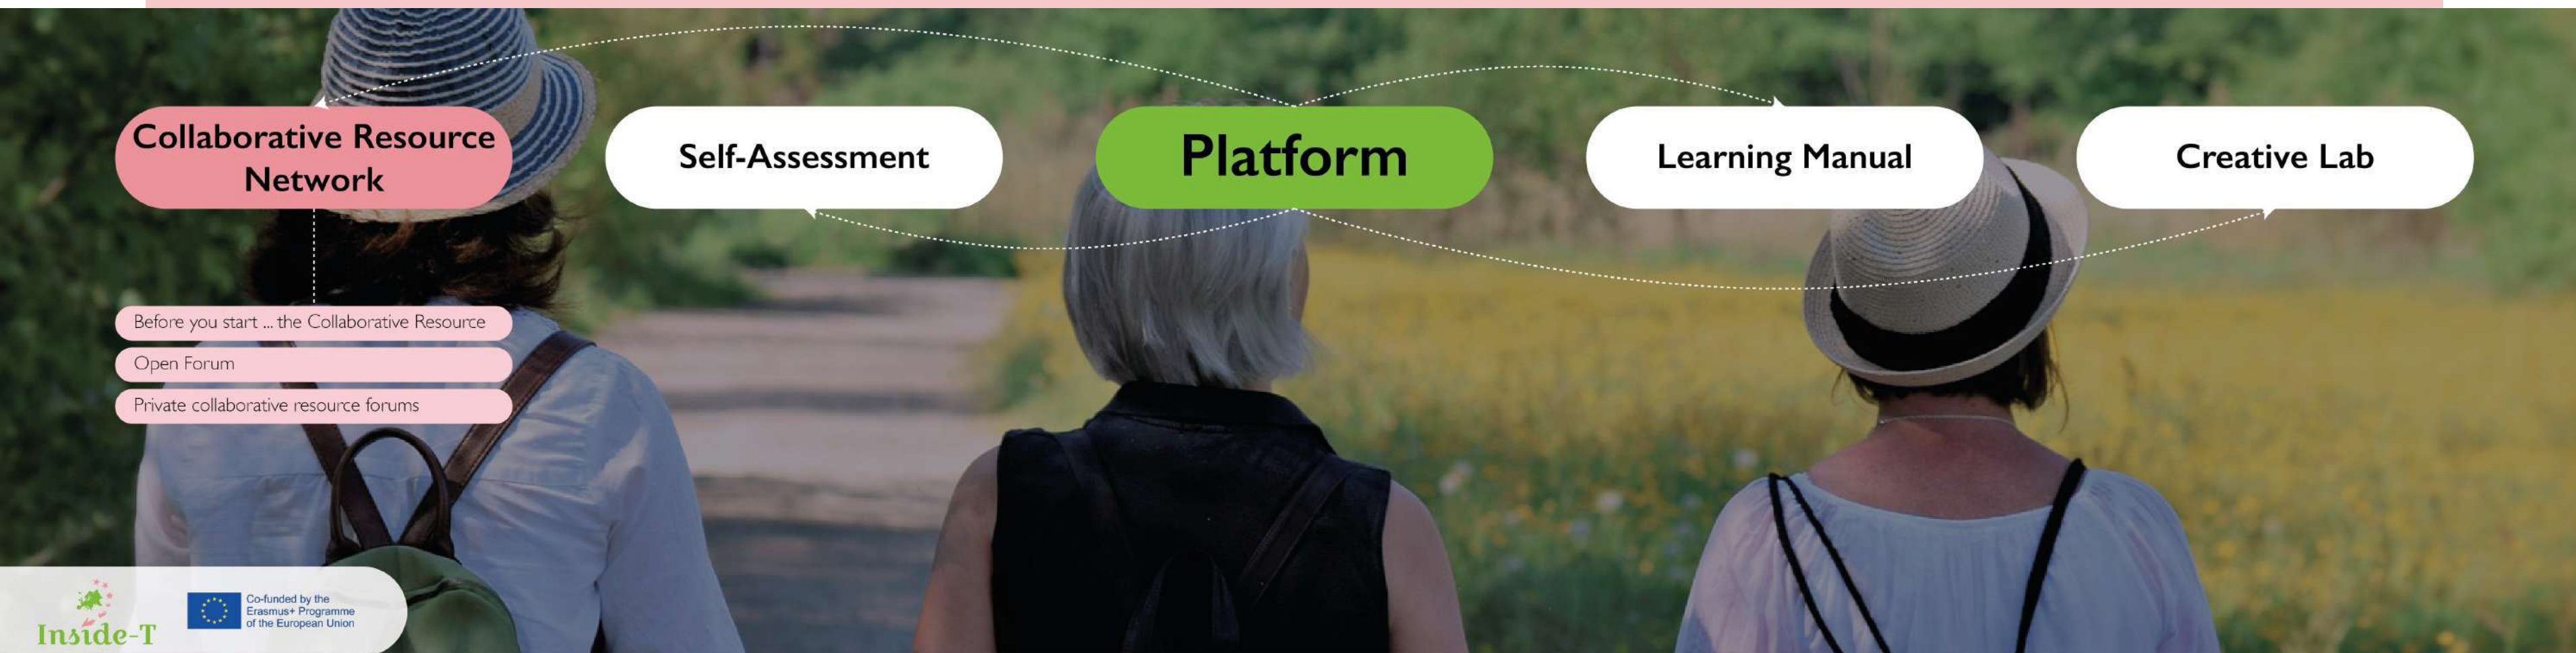 Collaborative Resource
Network
Self-Assessment
Platform
Learning Manual
Creative Lab
Before you start ... the Collaborative Resource
Open Forum
Private collaborative resource forums
Inside-T
Co-funded by the
Erasmus+ Programme
of the European Union